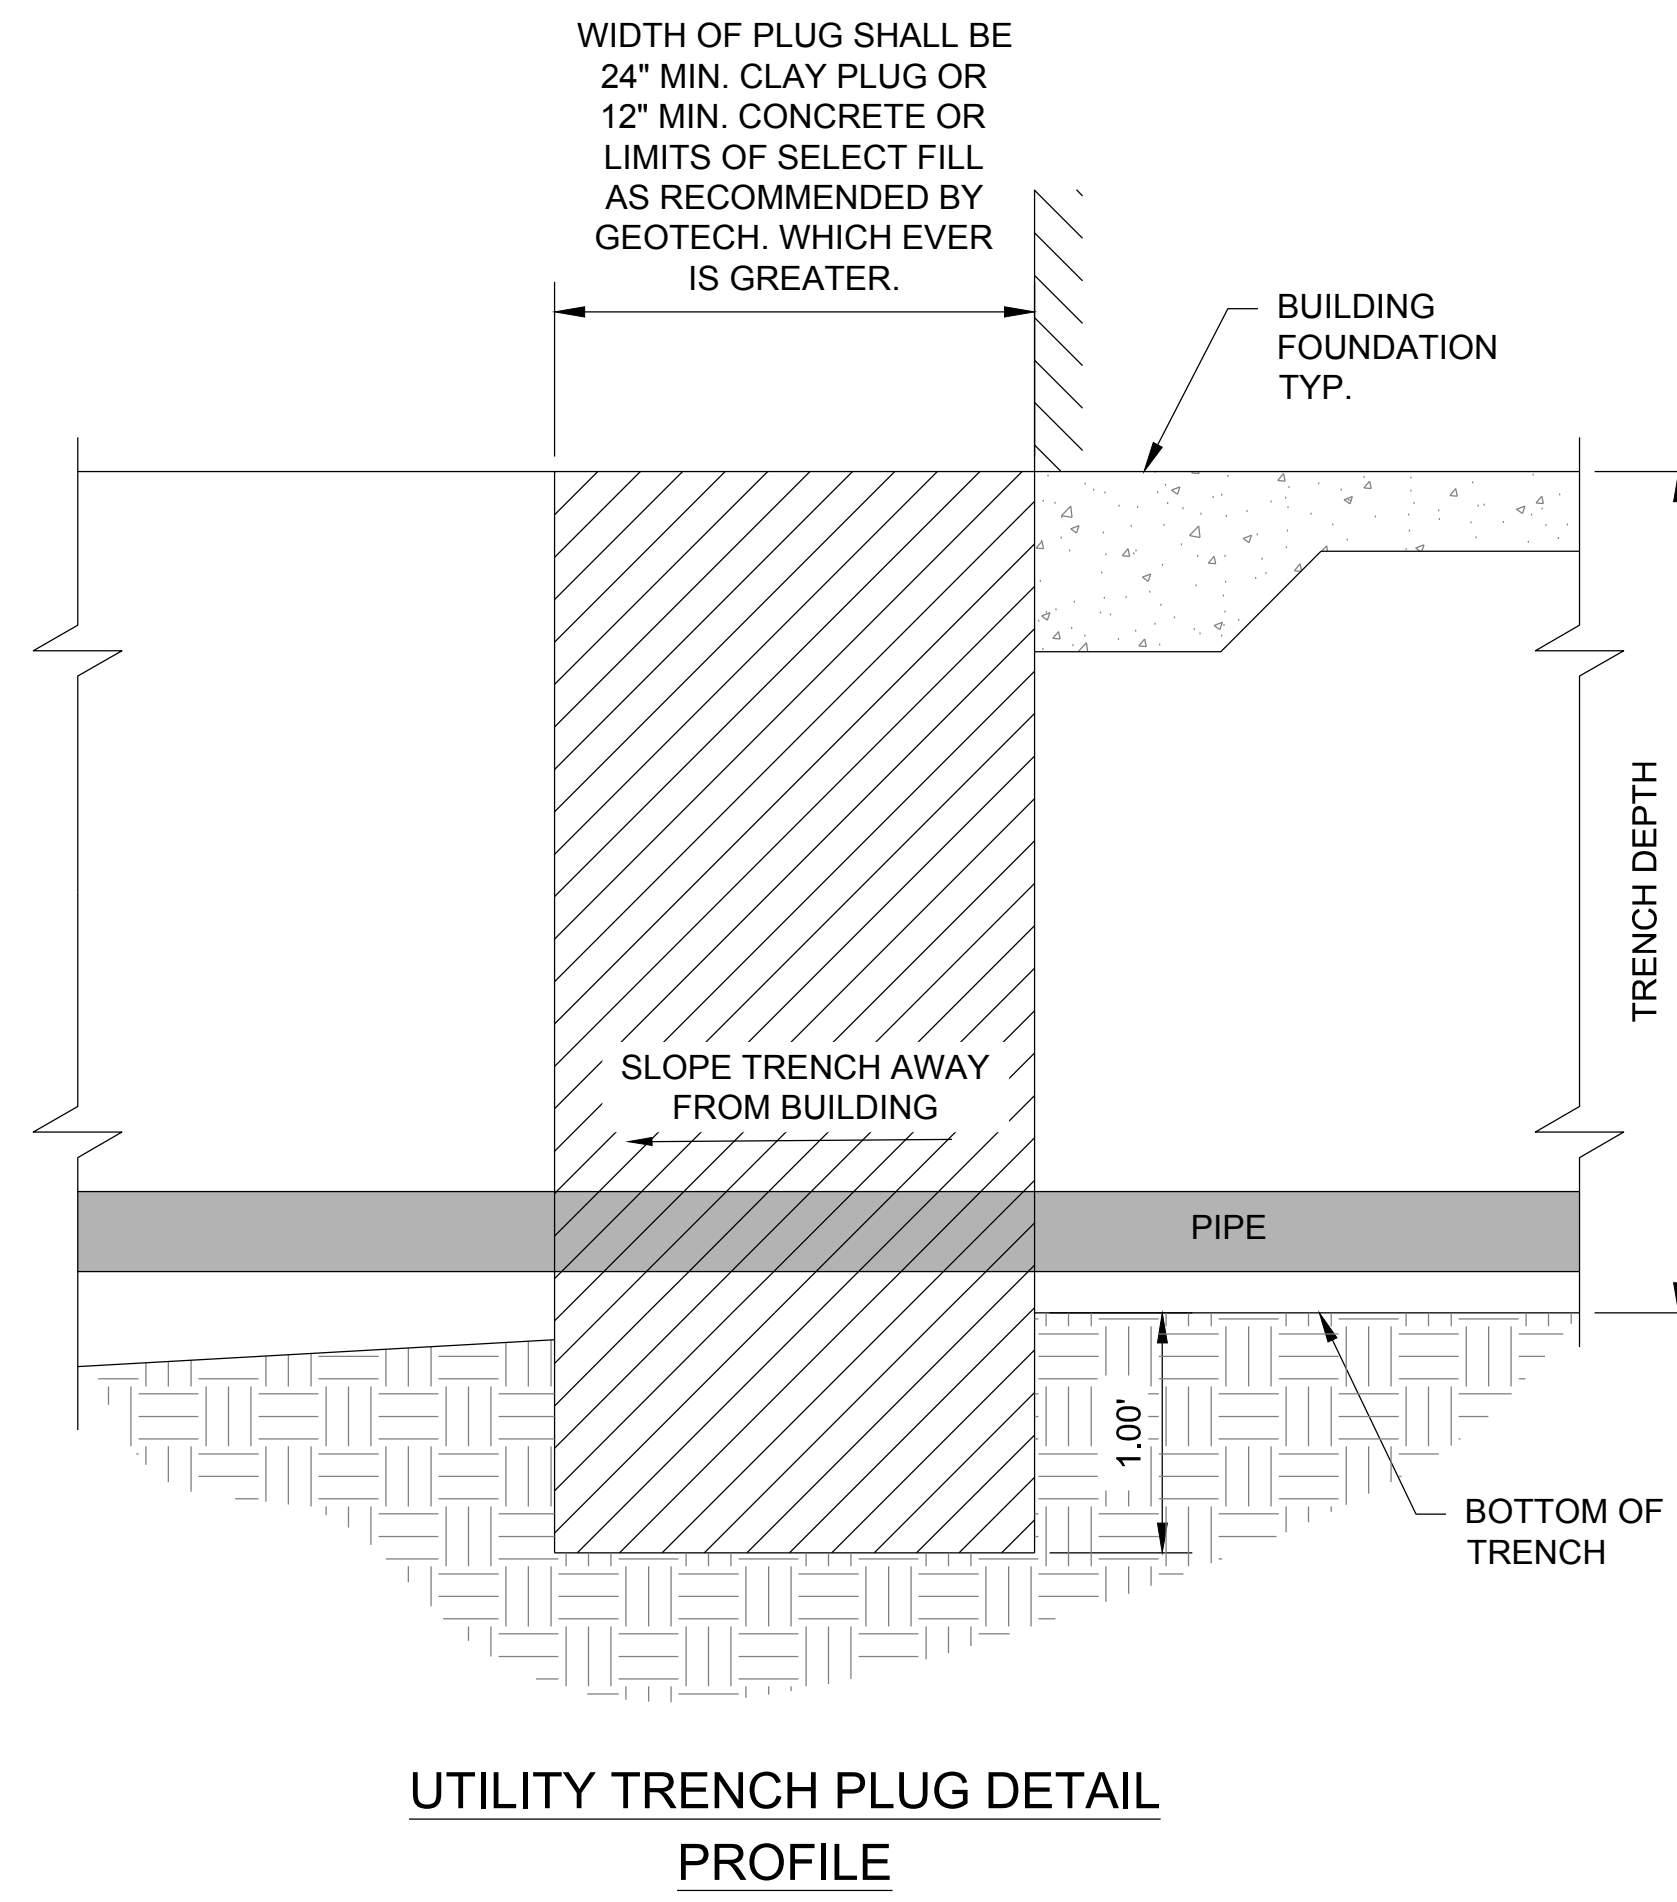 WIDTH OF PLUG SHALL BE
24" MIN. CLAY PLUG OR
12" MIN. CONCRETE OR
LIMITS OF SELECT FILL
AS RECOMMENDED BY
GEOTECH. WHICH EVER
IS GREATER.
BUILDING
FOUNDATION
TYP.
TRENCH DEPTH
SLOPE TRENCH AWAY
FROM BUILDING
PIPE
1.00'
BOTTOM OF
TRENCH
UTILITY TRENCH PLUG DETAIL
PROFILE